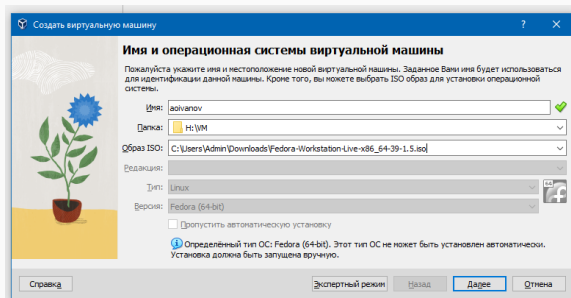 Создать виртуальную машину
Имя и операционная системы виртуальной машины
Пожалуйста укажите имя и местоположение новой виртуальной машины. Заданное Вами имя будет использоваться
для идентификации данной машины. Кроме того, вы можете выбрать ISO образ для установки операционной
системы.
Имя: aoivanov
Папка: H:\VM
Образ ISO: C:\Users\Admin\Downloads\Fedora-Workstation-Live-x86_64-39-1.5.iso
Редакция:
Тип: Linux
Версия: Fedora (64-bit)
Пропустить автоматическую установку
Определённый тип ОС: Fedora (64-bit). Этот тип ОС не может быть установлен автоматически.
Установка должна быть запущена вручную.
Справка Экспертный режим Назад Далее Отмена